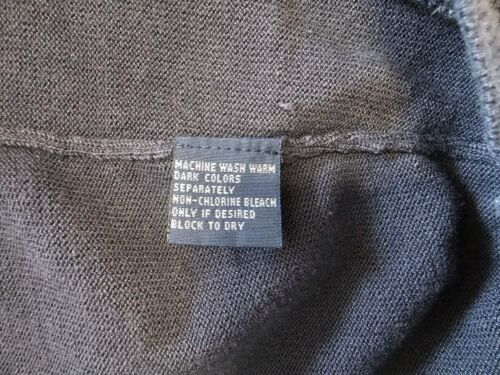 MACHINE WASH WARM
DARK COLORS
SEPARATELY
NON-CHLORINE BLEACH
ONLY IF DESIRED
BLOCK TO DRY